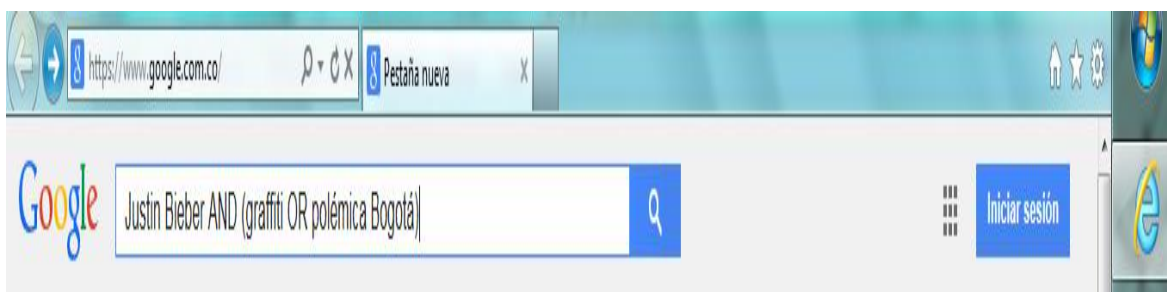 https://www.google.com.co/
Pestaña nueva
Google
Justin Bieber AND (graffiti OR polémica Bogotá)
Iniciar sesión